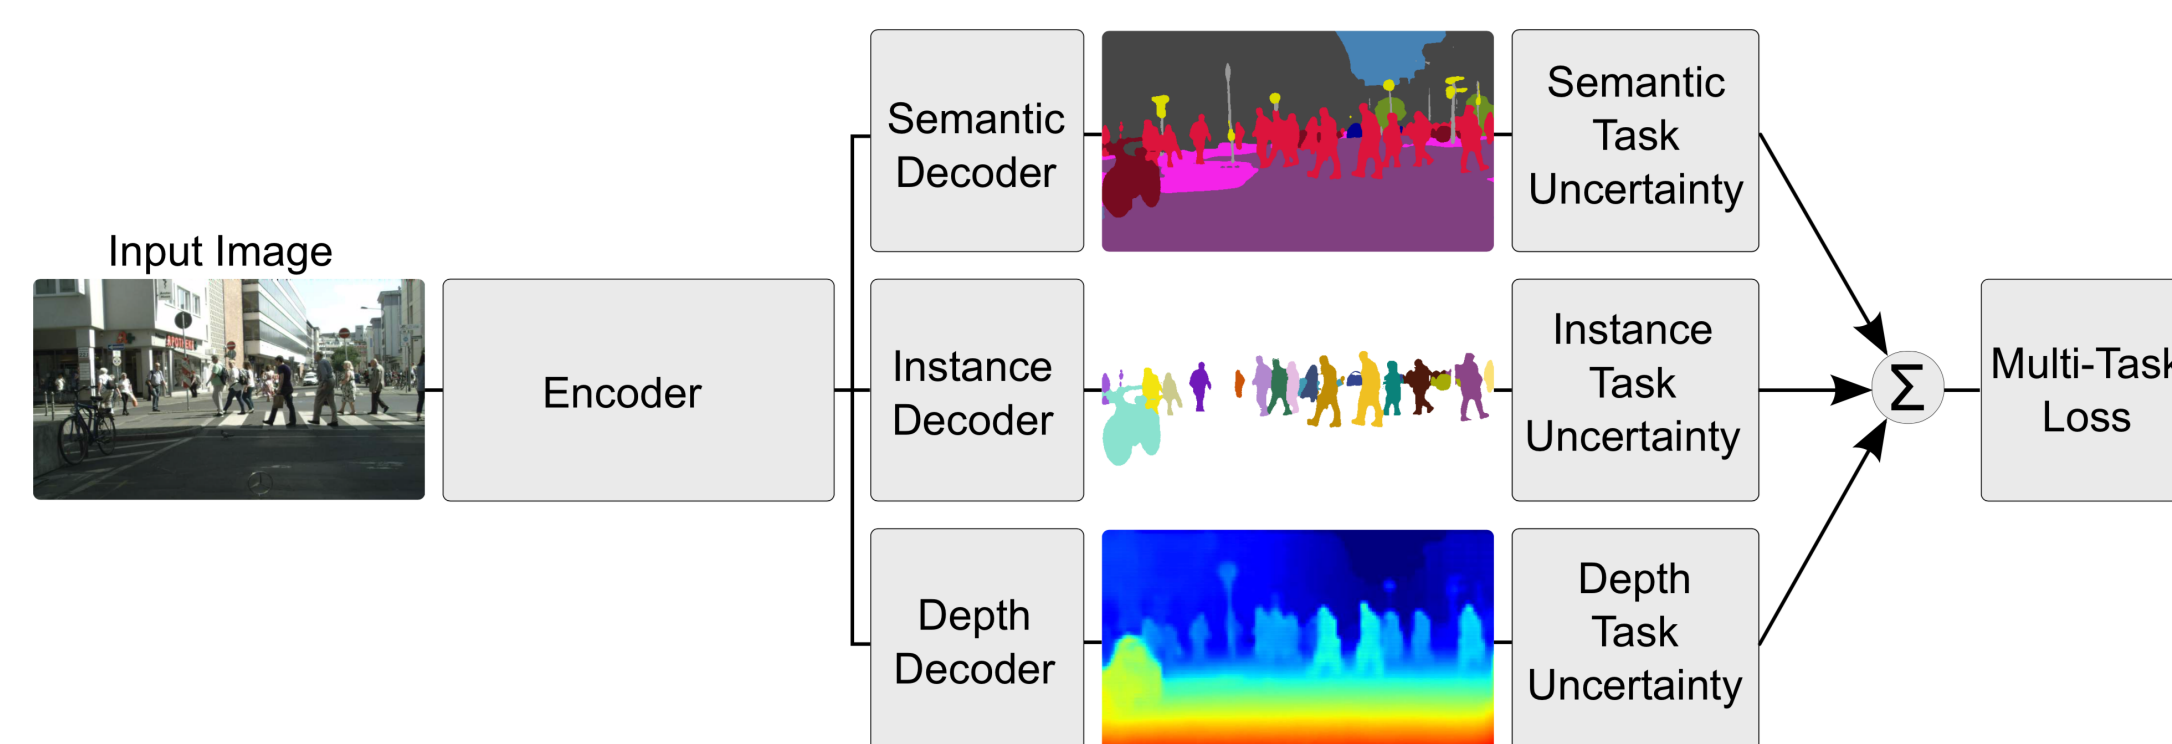 Input Image
Encoder
Semantic
Decoder
Instance
Decoder
Depth
Decoder
Semantic
Task
Uncertainty
Instance
Task
Uncertainty
Depth
Task
Uncertainty
Σ
Multi-Task
Loss